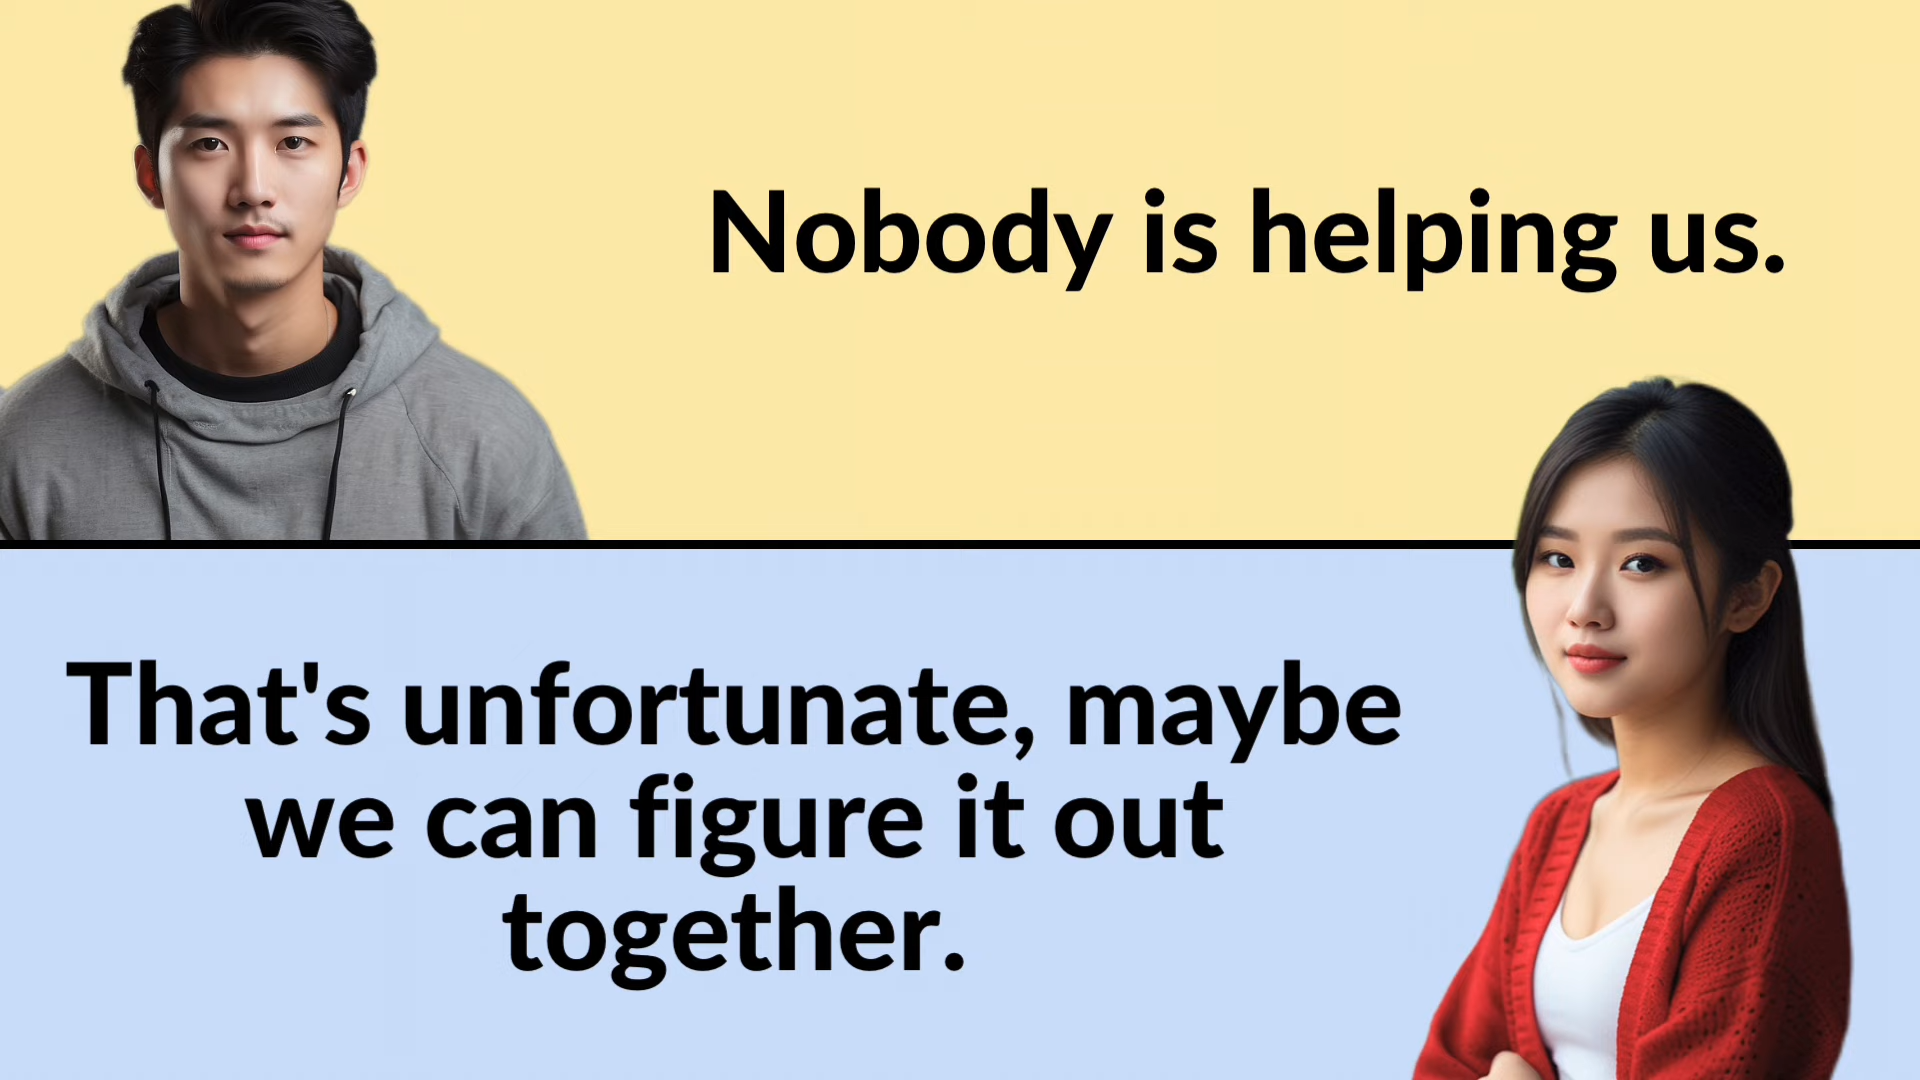 Nobody is helping us.
That's unfortunate, maybe
we can figure it out
together.